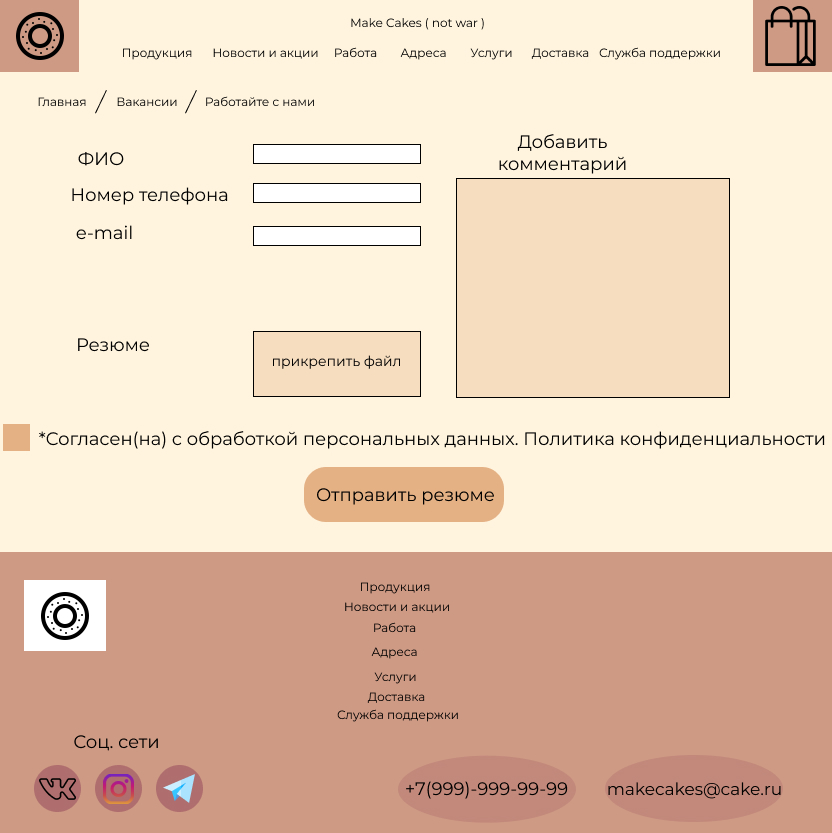 Make Cakes ( not war )
Продукция Новости и акции Работа Адреса Услуги Доставка Служба поддержки
Главная / Вакансии / Работайте с нами
ФИО
Номер телефона
e-mail
Резюме
прикрепить файл
Добавить
комментарий
*Согласен(на) с обработкой персональных данных. Политика конфиденциальности
Отправить резюме
Продукция
Новости и акции
Работа
Адреса
Услуги
Доставка
Служба поддержки
Соц. сети
+7(999)-999-99-99
makecakes@cake.ru